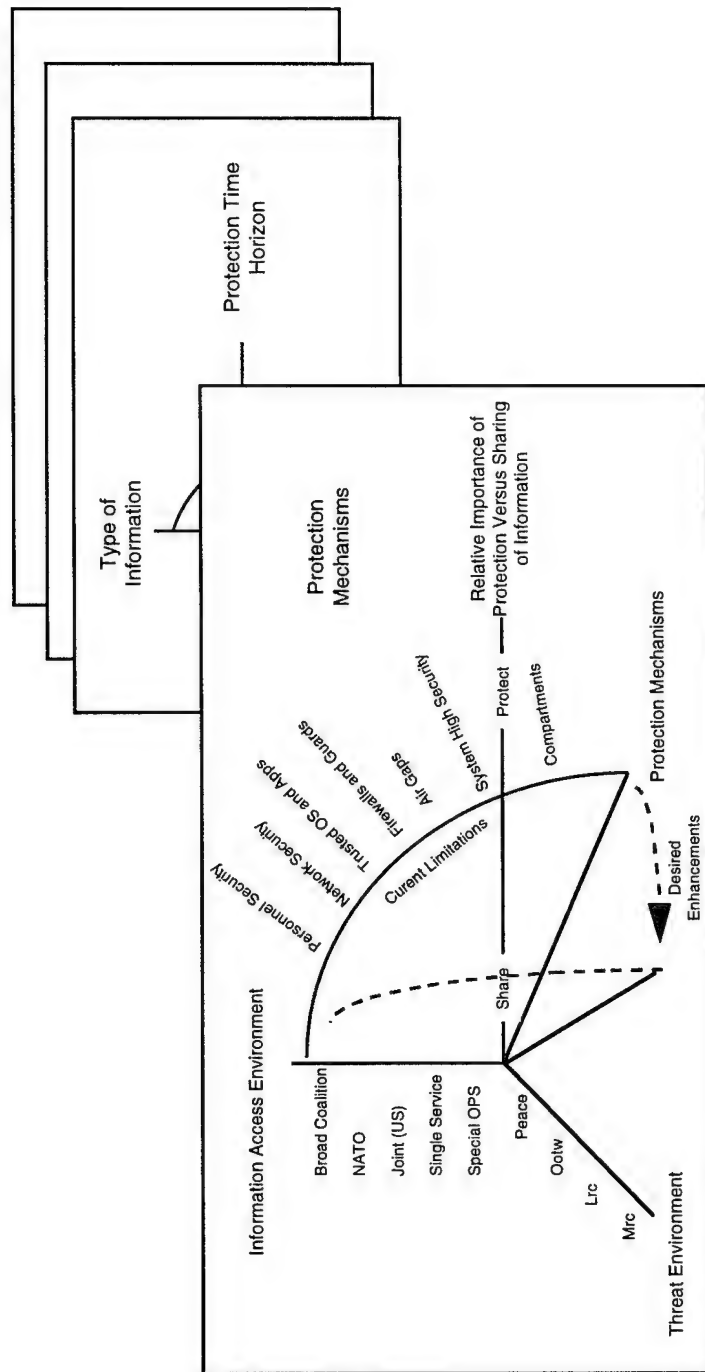 Type of
Information
Protection Time
Horizon
Information Access Environment
Broad Coalition
NATO
Joint (US)
Single Service
Special OPS
Peace
Ootw
Lrc
Mrc
Threat Environment
Personnel Security
Network Security
Trusted OS and Apps
Firewalls and Guards
Air Gaps
System High Security
Compartments
Protection
Mechanisms
Curent Limitations
Share
Protect
Relative Importance of
Protection Versus Sharing
of Information
Protection Mechanisms
Desired
Enhancements